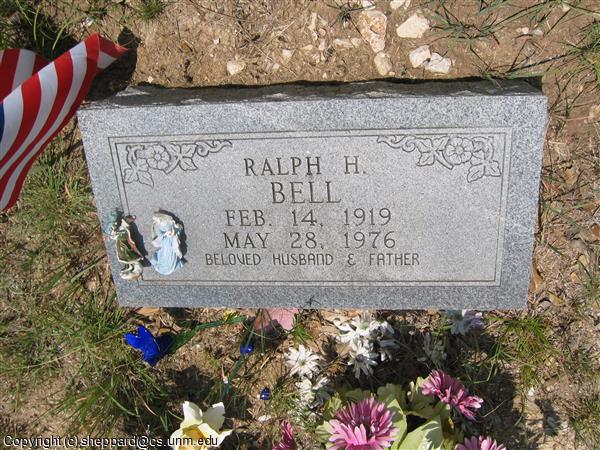 RALPH H.
BELL
FEB. 14, 1919
MAY 28, 1976
BELOVED HUSBAND & FATHER
Copyright (c) sheppard@cs.unm.edu